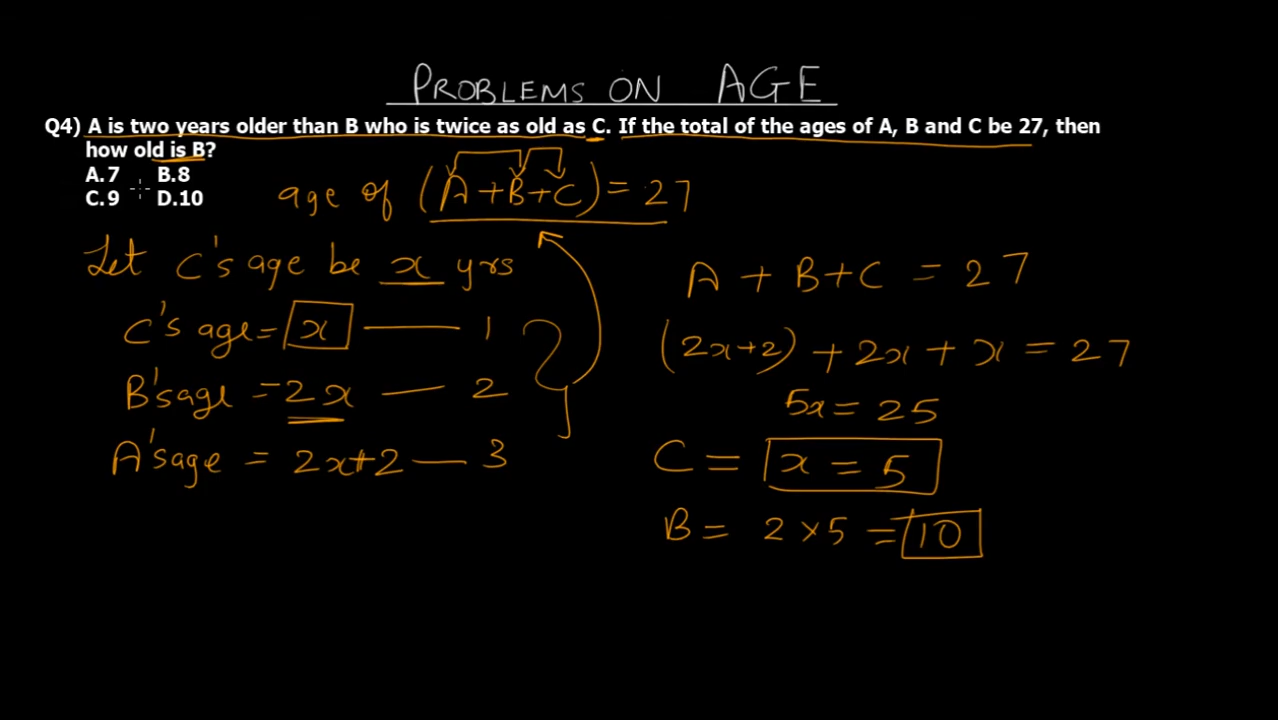 PROBLEMS ON AGE
Q4) A is two years older than B who is twice as old as C. If the total of the ages of A, B and C be 27, then
how old is B?
A.7 B.8
C.9 D.10
age of (A+B+C) = 27
Let C's age be x yrs
C's age = x — 1
B's age = 2x — 2
A's age = 2x+2 — 3
A + B + C = 27
(2x+2) + 2x + x = 27
5x = 25
C = x = 5
B = 2 × 5 = 10